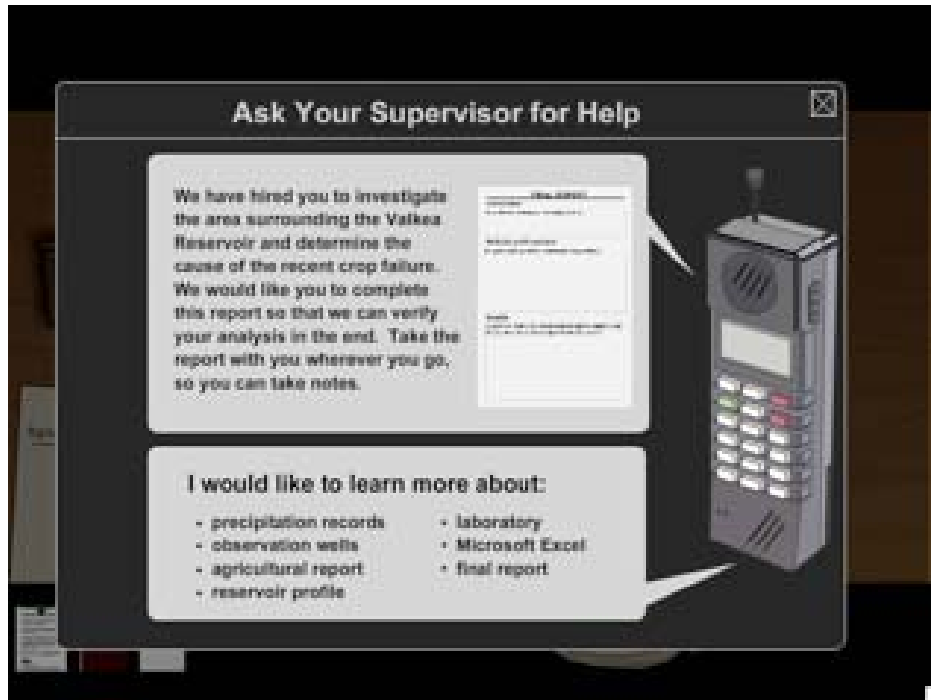 Ask Your Supervisor for Help
We have hired you to investigate
the area surrounding the Valkea
Reservoir and determine the
cause of the recent crop failure.
We would like you to complete
this report so that we can verify
your analysis in the end. Take the
report with you wherever you go,
so you can take notes.
I would like to learn more about:
- precipitation records
- observation wells
- agricultural report
- reservoir profile
- laboratory
- Microsoft Excel
- final report